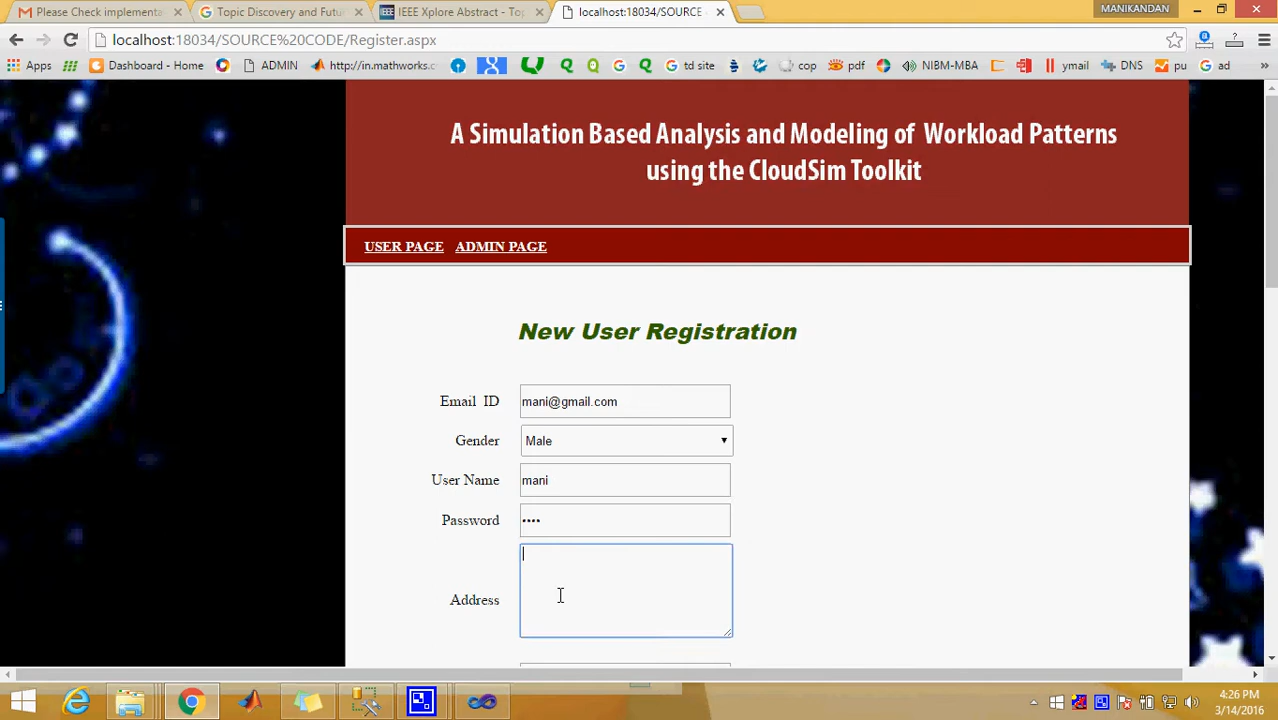 Please Check implementa
Topic Discovery and Futu
IEEE Xplore Abstract - Top
localhost:18034/SOURCE
MANIKANDAN
localhost:18034/SOURCE%20CODE/Register.aspx
Apps
Dashboard - Home
ADMIN
http://in.mathworks.c
td site
cop
pdf
NIBM-MBA
ymail
DNS
pu
ad
A Simulation Based Analysis and Modeling of Workload Patterns
using the CloudSim Toolkit
USER PAGE ADMIN PAGE
New User Registration
Email ID mani@gmail.com
Gender Male
User Name mani
Password ••••
Address
4:26 PM
3/14/2016